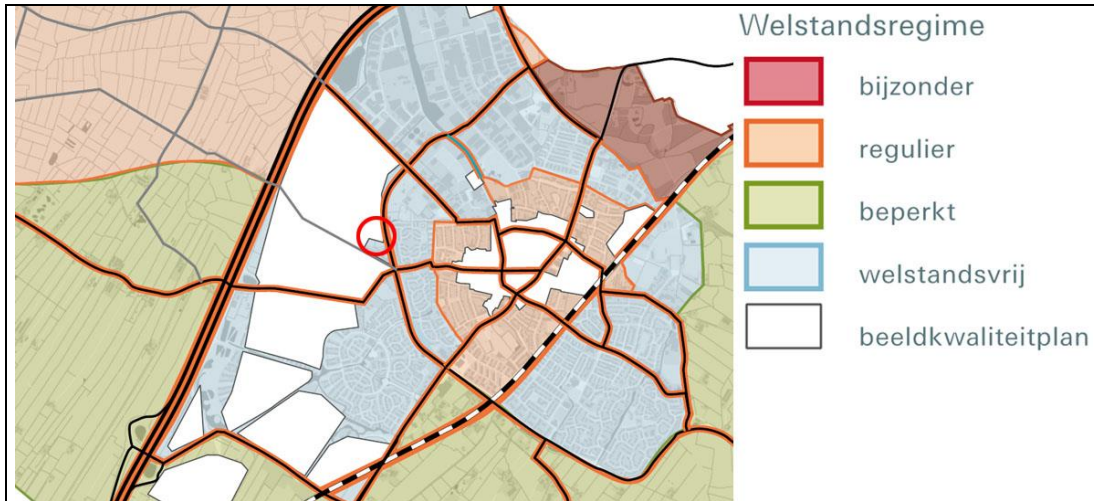 Welstandsregime
bijzonder
regulier
beperkt
welstandsvrij
beeldkwaliteitplan